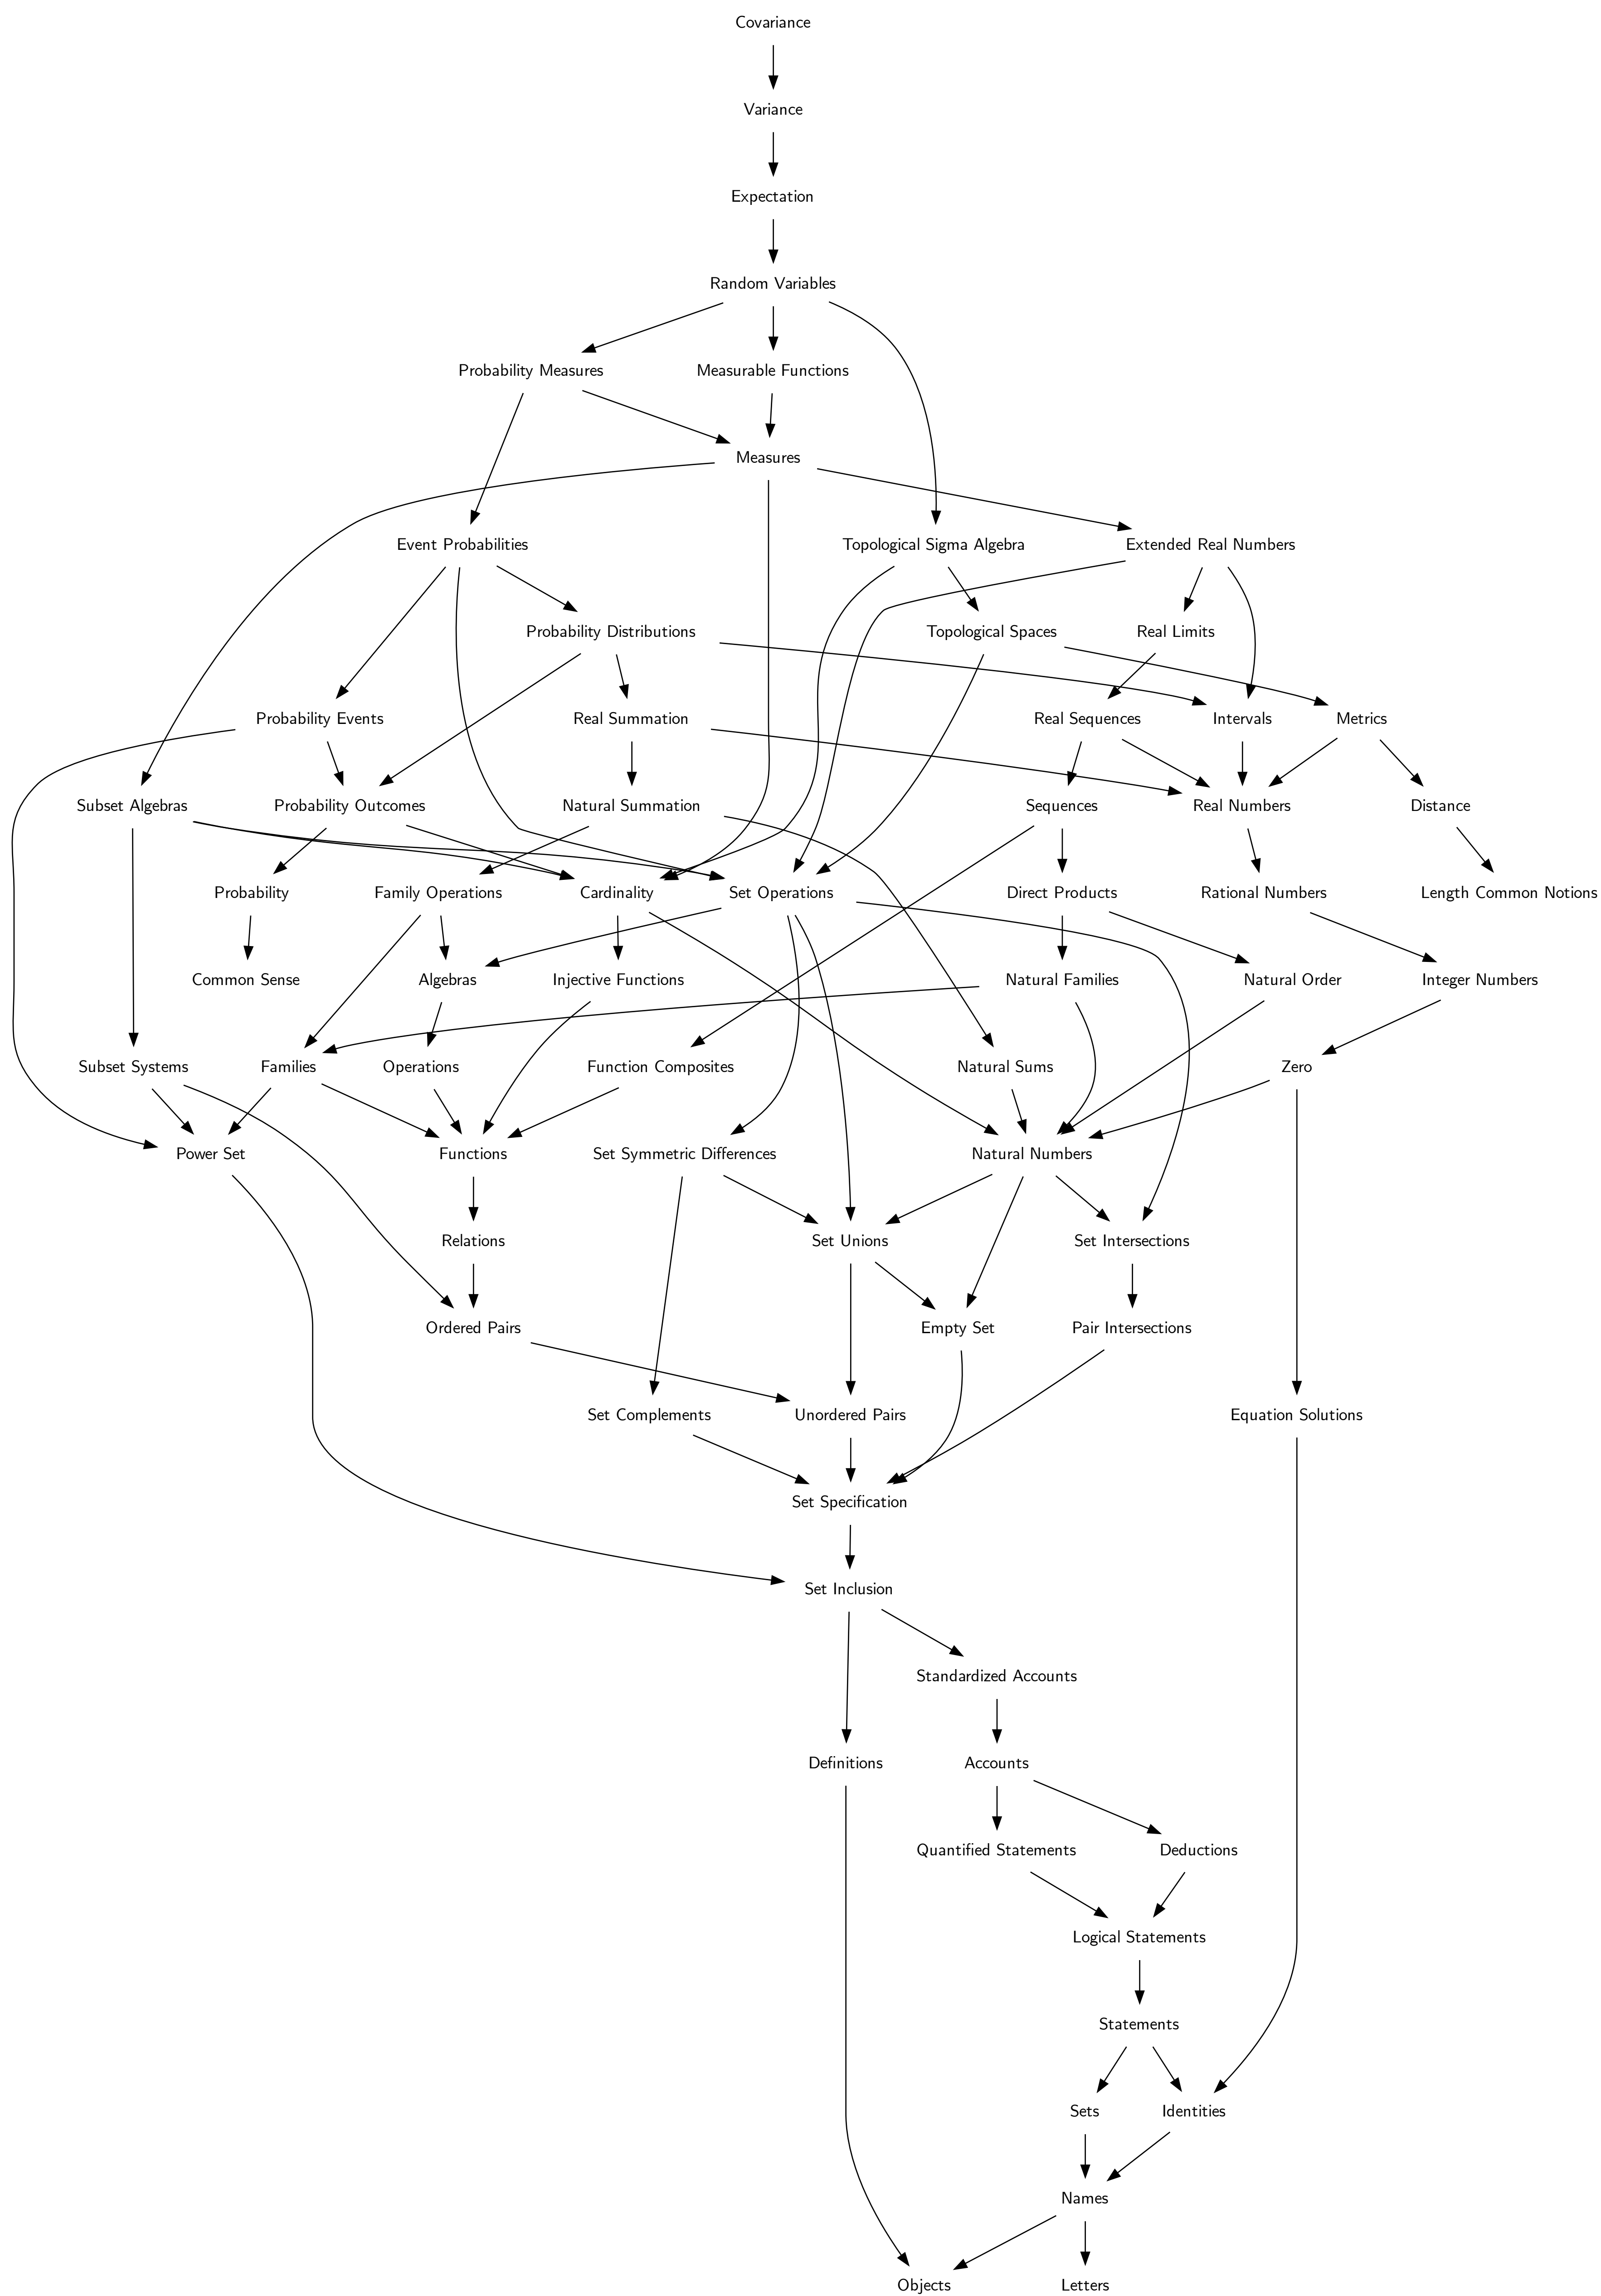 Covariance
Variance
Expectation
Random Variables
Probability Measures
Measurable Functions
Measures
Event Probabilities
Topological Sigma Algebra
Extended Real Numbers
Probability Distributions
Topological Spaces
Real Limits
Probability Events
Real Summation
Real Sequences
Intervals
Metrics
Subset Algebras
Probability Outcomes
Natural Summation
Sequences
Real Numbers
Distance
Probability
Family Operations
Cardinality
Set Operations
Direct Products
Rational Numbers
Length Common Notions
Common Sense
Algebras
Injective Functions
Natural Families
Natural Order
Integer Numbers
Subset Systems
Families
Operations
Function Composites
Natural Sums
Zero
Power Set
Functions
Set Symmetric Differences
Natural Numbers
Relations
Set Unions
Set Intersections
Ordered Pairs
Empty Set
Pair Intersections
Set Complements
Unordered Pairs
Equation Solutions
Set Specification
Set Inclusion
Standardized Accounts
Definitions
Accounts
Quantified Statements
Deductions
Logical Statements
Statements
Sets
Identities
Names
Objects
Letters